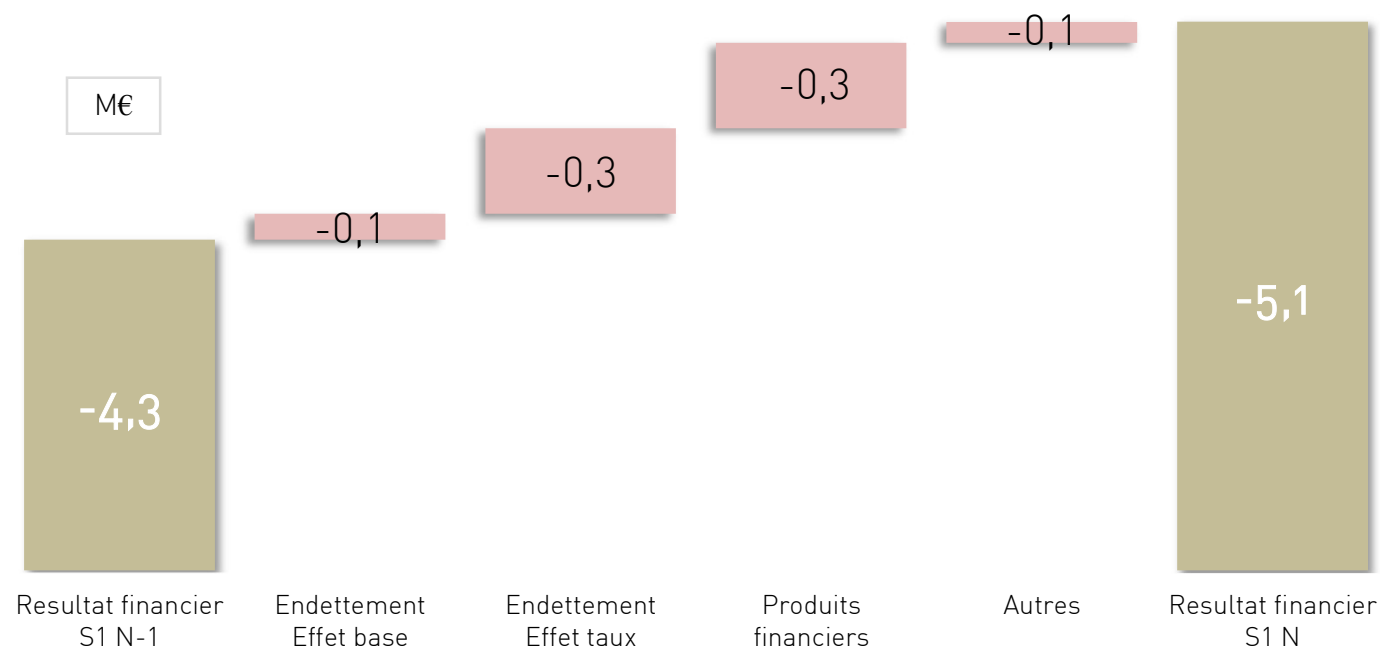 M€
-4,3
-0,1
-0,3
-0,3
-0,1
-5,1
Resultat financier
S1 N-1
Endettement
Effet base
Endettement
Effet taux
Produits
financiers
Autres
Resultat financier
S1 N